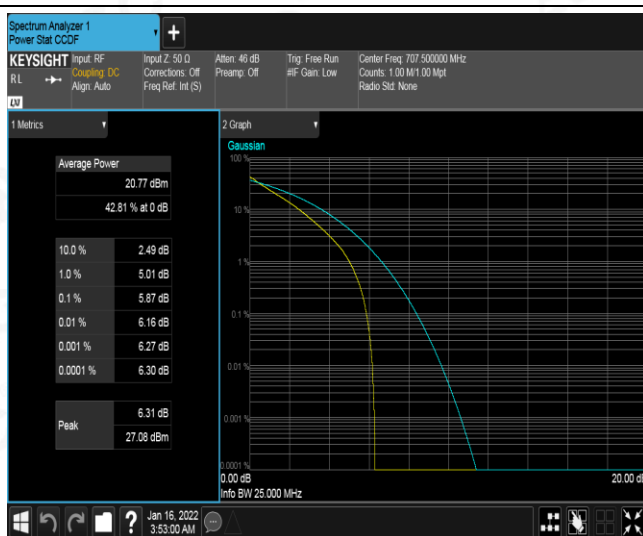 Spectrum Analyzer 1
Power Stat CCDF
+
KEYSIGHT
RL
LXI
Input: RF
Coupling: DC
Align: Auto
Input Z: 50 Ω
Corrections: Off
Freq Ref: Int (S)
Atten: 46 dB
Preamp: Off
Trig: Free Run
#IF Gain: Low
Center Freq: 707.500000 MHz
Counts: 1.00 M/1.00 Mpt
Radio Std: None
1 Metrics
Average Power
20.77 dBm
42.81 % at 0 dB
10.0 % 2.49 dB
1.0 % 5.01 dB
0.1 % 5.87 dB
0.01 % 6.16 dB
0.001 % 6.27 dB
0.0001 % 6.30 dB
Peak
6.31 dB
27.08 dBm
2 Graph
Gaussian
100 %
10 %
1 %
0.1 %
0.01 %
0.001 %
0.0001 %
0.00 dB
20.00 dB
Info BW 25.000 MHz
?
Jan 16, 2022
3:53:00 AM